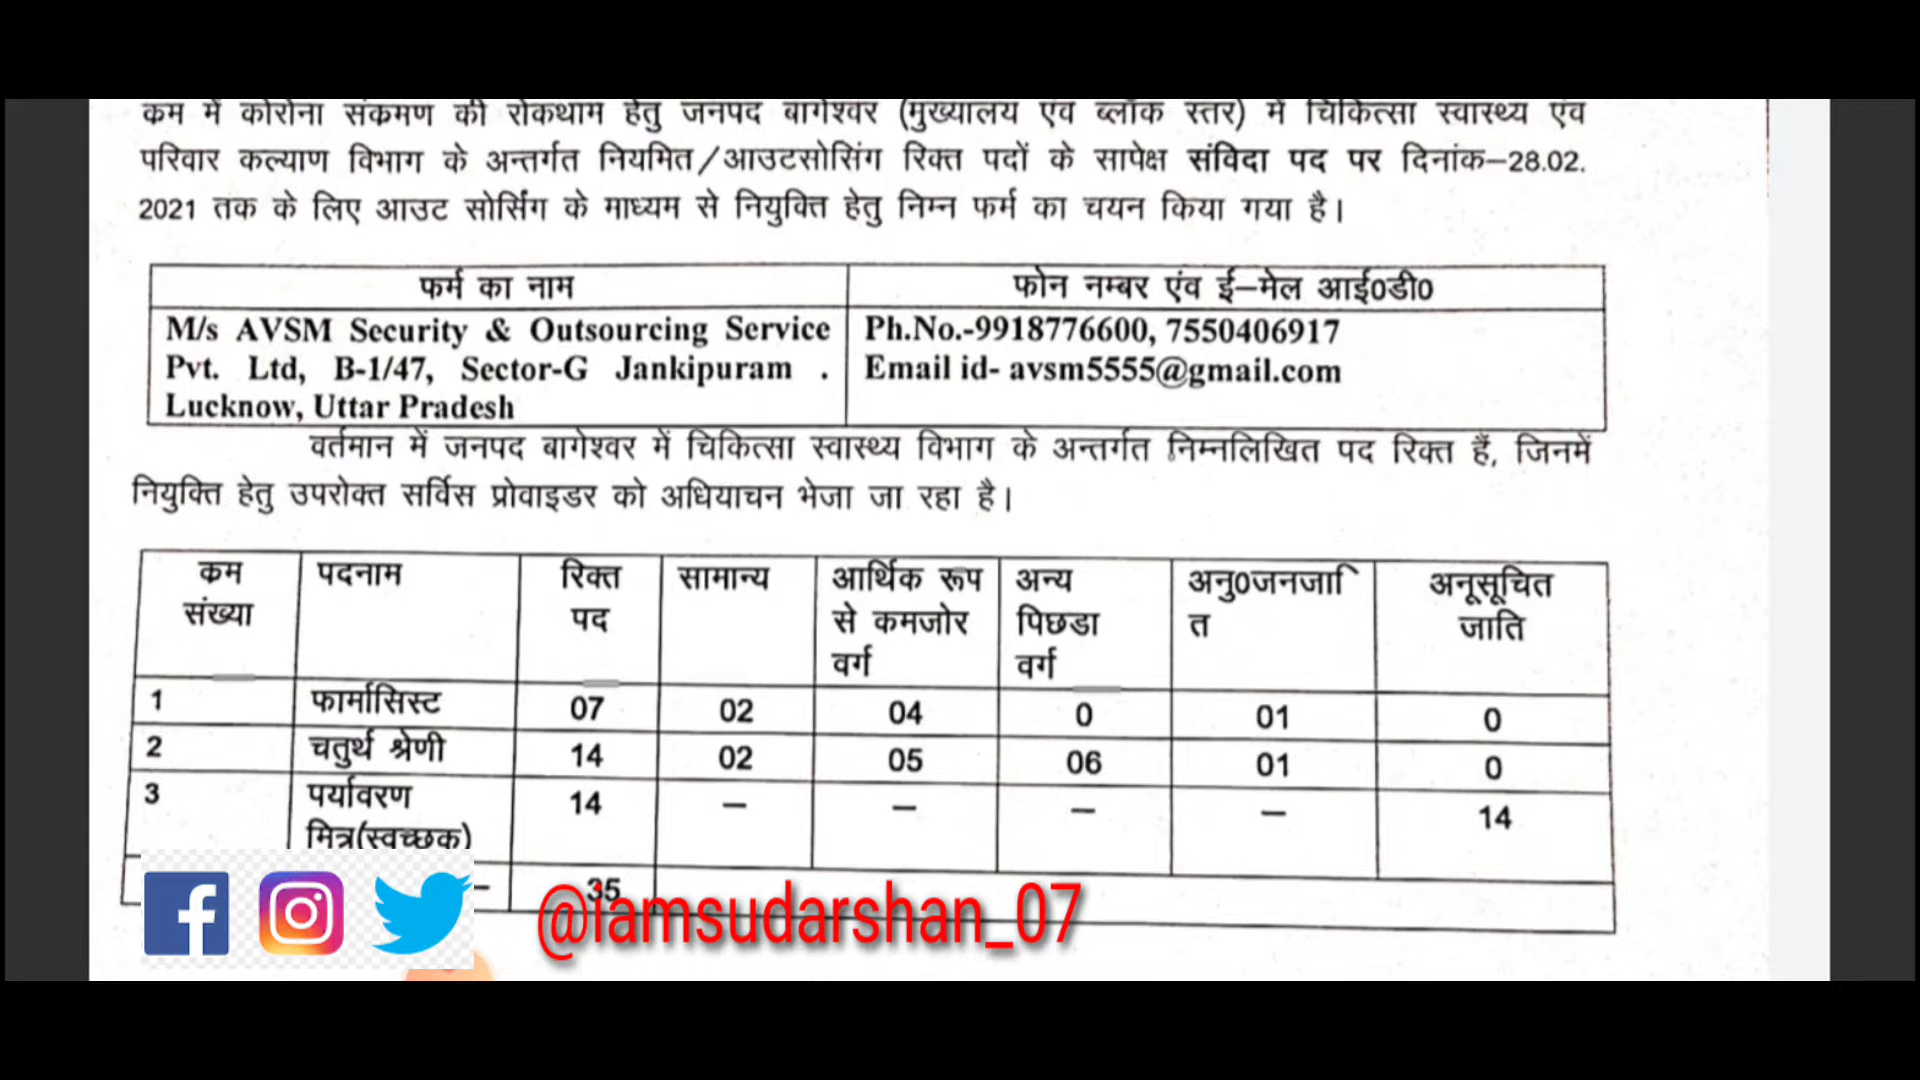 कम में कोरोना संकमण की रोकथाम हेतु जनपद बागेश्वर (मुख्यालय एंव ब्लॉक स्तर) में चिकित्सा स्वास्थ्य एंव
परिवार कल्याण विभाग के अन्तर्गत नियमित/आउटसोसिंग रिक्त पदों के सापेक्ष संविदा पद पर दिनांक–28.02.
2021 तक के लिए आउट सोर्सिंग के माध्यम से नियुक्ति हेतु निम्न फर्म का चयन किया गया है।
फर्म का नाम
फोन नम्बर एंव ई–मेल आई0डी0
M/s AVSM Security & Outsourcing Service
Pvt. Ltd, B-1/47, Sector-G Jankipuram .
Lucknow, Uttar Pradesh
Ph.No.-9918776600, 7550406917
Email id- avsm5555@gmail.com
वर्तमान में जनपद बागेश्वर में चिकित्सा स्वास्थ्य विभाग के अन्तर्गत निम्नलिखित पद रिक्त हैं, जिनमें
नियुक्ति हेतु उपरोक्त सर्विस प्रोवाइडर को अधियाचन भेजा जा रहा है।
कम संख्या पदनाम रिक्त पद सामान्य आर्थिक रूप से कमजोर वर्ग अन्य पिछडा वर्ग अनु0जनजाति अनूसूचित जाति
1 फार्मासिस्ट 07 02 04 0 01 0
2 चतुर्थ श्रेणी 14 02 05 06 01 0
3 पर्यावरण मित्र(स्वच्छक) 14 – – – – 14
– 35
@iamsudarshan_07